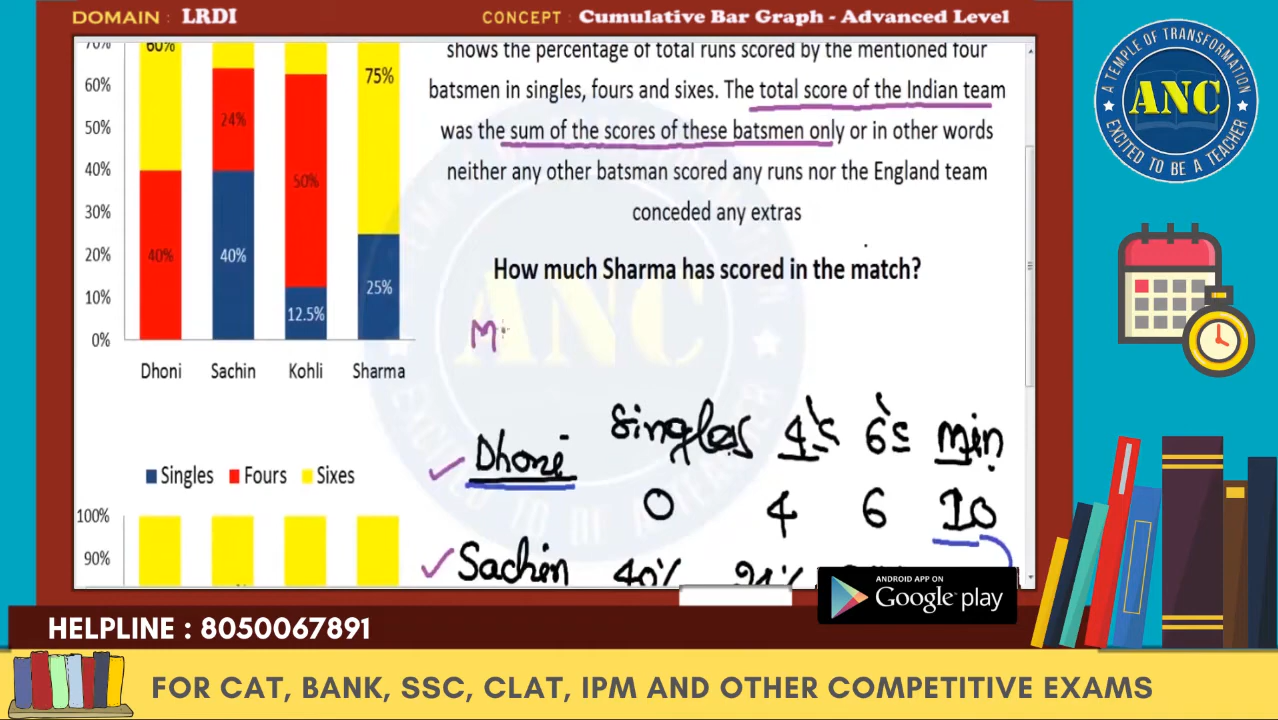 DOMAIN : LRDI
CONCEPT : Cumulative Bar Graph - Advanced Level
70%
60%
50%
40%
30%
20%
10%
0%
60%
40%
24%
40%
50%
12.5%
75%
25%
Dhoni Sachin Kohli Sharma
Singles Fours Sixes
100%
90%
shows the percentage of total runs scored by the mentioned four
batsmen in singles, fours and sixes. The total score of the Indian team
was the sum of the scores of these batsmen only or in other words
neither any other batsman scored any runs nor the England team
conceded any extras
How much Sharma has scored in the match?
M
Singles 4's 6's min
Dhoni
0 4 6 10
Sachin 40%
A TEMPLE OF TRANSFORMATION
ANC
EXCITED TO BE A TEACHER
ANDROID APP ON
Google play
HELPLINE : 8050067891
FOR CAT, BANK, SSC, CLAT, IPM AND OTHER COMPETITIVE EXAMS